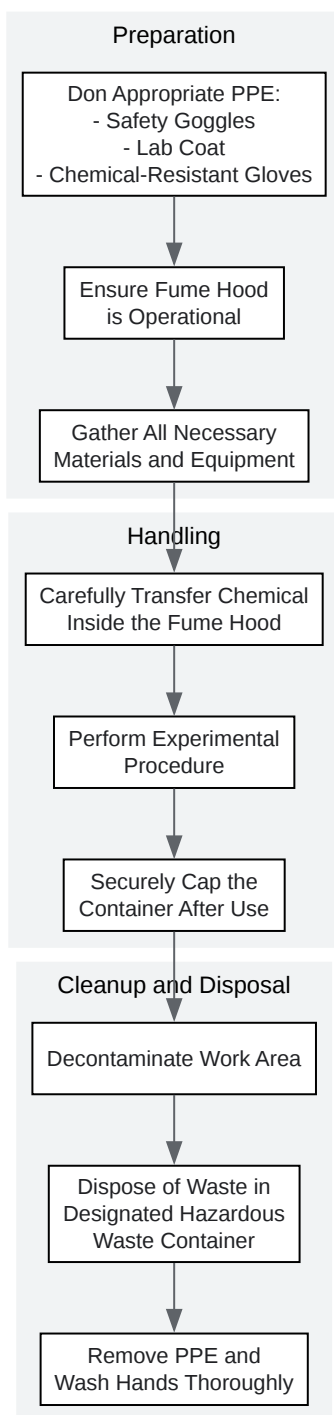 Preparation
Don Appropriate PPE:
- Safety Goggles
- Lab Coat
- Chemical-Resistant Gloves
Ensure Fume Hood
is Operational
Gather All Necessary
Materials and Equipment
Handling
Carefully Transfer Chemical
Inside the Fume Hood
Perform Experimental
Procedure
Securely Cap the
Container After Use
Cleanup and Disposal
Decontaminate Work Area
Dispose of Waste in
Designated Hazardous
Waste Container
Remove PPE and
Wash Hands Thoroughly